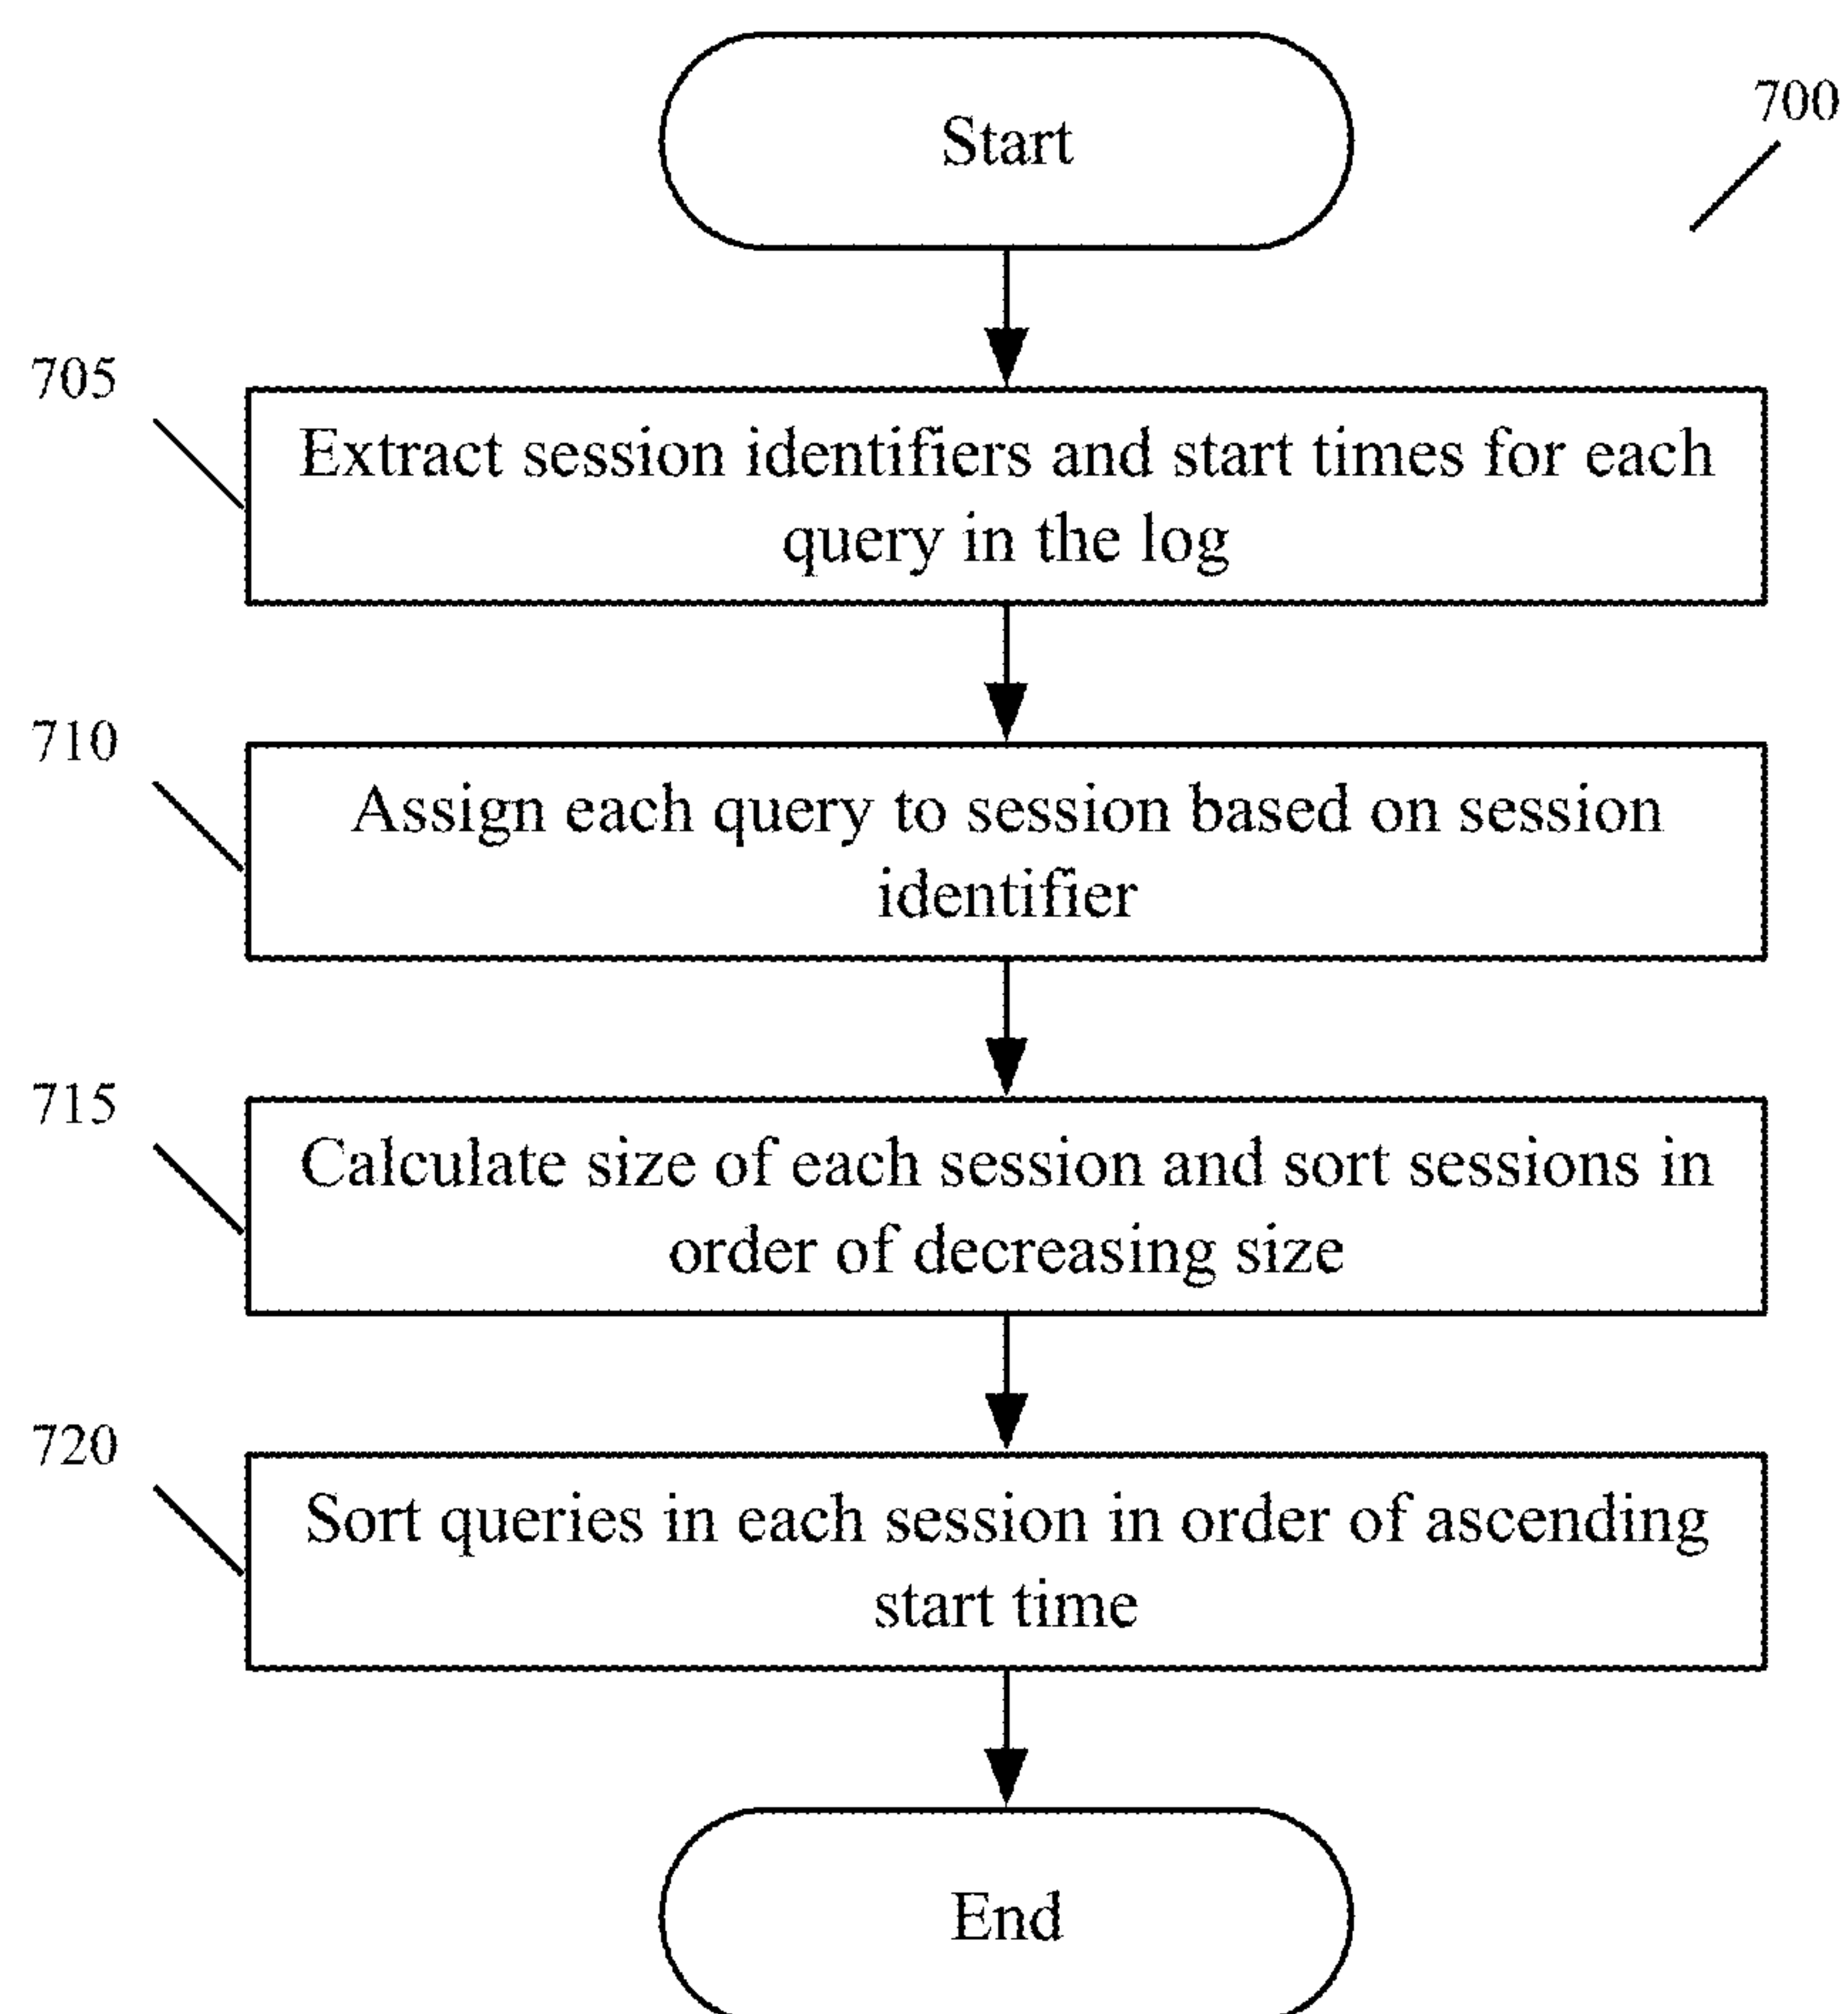 Start
700
705
Extract session identifiers and start times for each
query in the log
710
Assign each query to session based on session
identifier
715
Calculate size of each session and sort sessions in
order of decreasing size
720
Sort queries in each session in order of ascending
start time
End